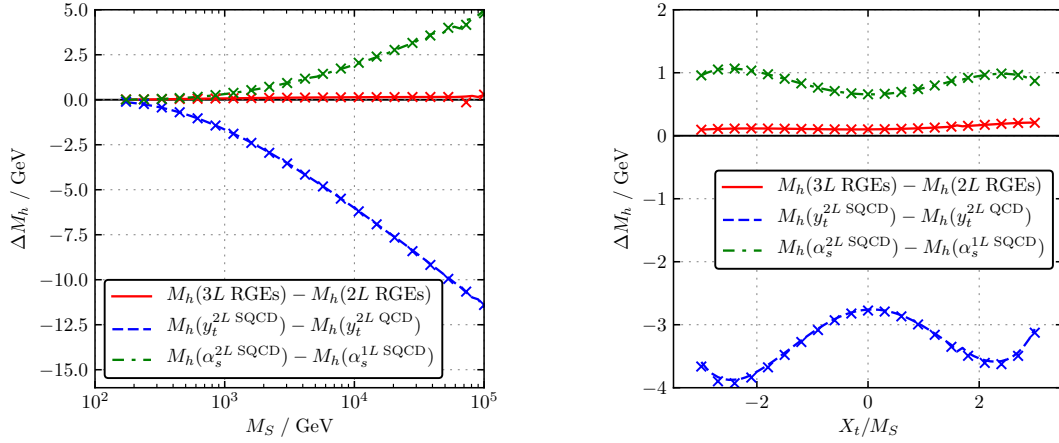 5.0
2.5
0.0
−2.5
−5.0
−7.5
−10.0
−12.5
−15.0
ΔM_h / GeV
M_h(3L RGEs) − M_h(2L RGEs)
M_h(y_t^{2L SQCD}) − M_h(y_t^{2L QCD})
M_h(α_s^{2L SQCD}) − M_h(α_s^{1L SQCD})
10^2 10^3 10^4 10^5
M_S / GeV
2
1
0
−1
−2
−3
−4
ΔM_h / GeV
M_h(3L RGEs) − M_h(2L RGEs)
M_h(y_t^{2L SQCD}) − M_h(y_t^{2L QCD})
M_h(α_s^{2L SQCD}) − M_h(α_s^{1L SQCD})
−2 0 2
X_t/M_S